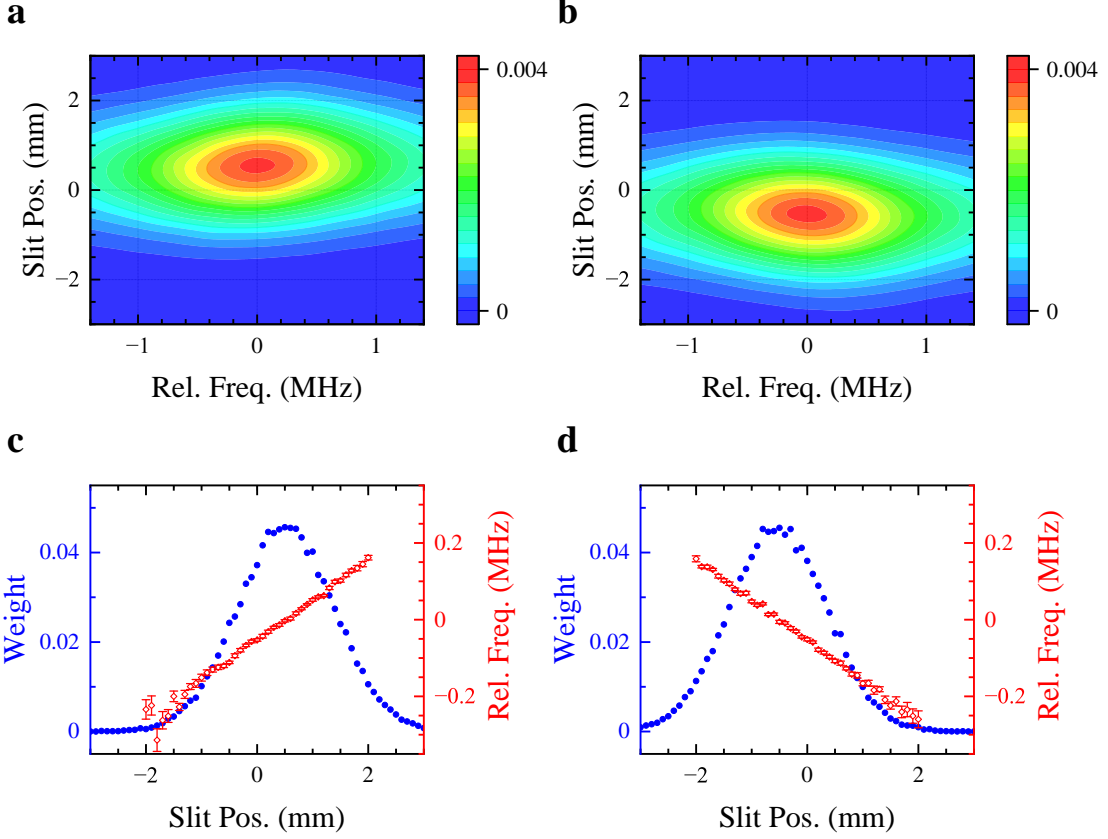 a
b
2
0
−2
Slit Pos. (mm)
−1
0
1
Rel. Freq. (MHz)
0.004
0
2
0
−2
Slit Pos. (mm)
−1
0
1
Rel. Freq. (MHz)
0.004
0
c
d
0.04
0.02
0
Weight
−2
0
2
Slit Pos. (mm)
0.2
0
−0.2
Rel. Freq. (MHz)
0.04
0.02
0
Weight
−2
0
2
Slit Pos. (mm)
0.2
0
−0.2
Rel. Freq. (MHz)